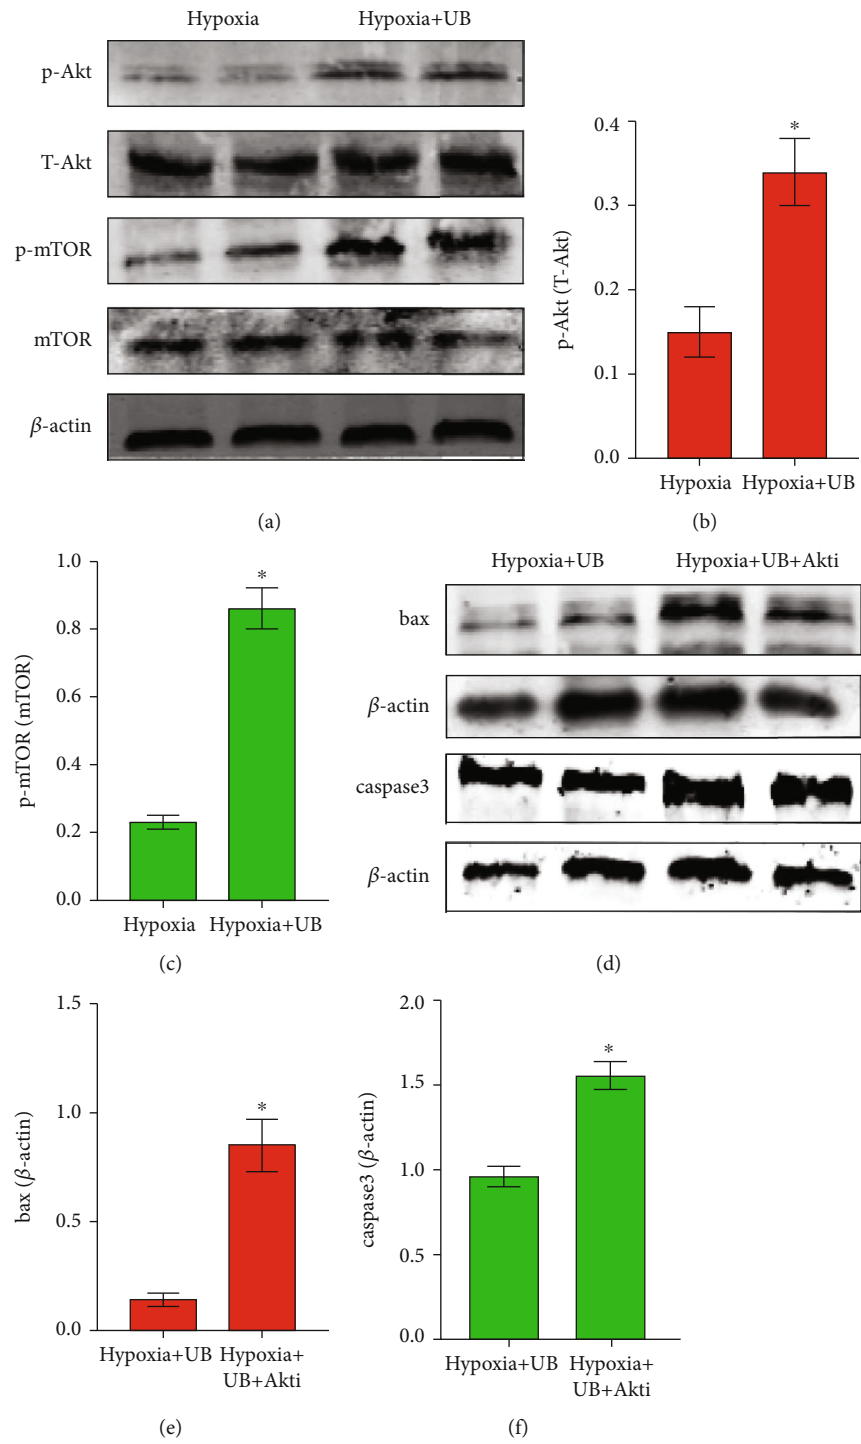 Hypoxia Hypoxia+UB
p-Akt
T-Akt
p-mTOR
mTOR
β-actin
(a)
p-Akt (T-Akt)
0.4
0.3
0.2
0.1
0.0
*
Hypoxia Hypoxia+UB
(b)
p-mTOR (mTOR)
1.0
0.8
0.6
0.4
0.2
0.0
*
Hypoxia Hypoxia+UB
(c)
Hypoxia+UB Hypoxia+UB+Akti
bax
β-actin
caspase3
β-actin
(d)
bax (β-actin)
1.5
1.0
0.5
0.0
*
Hypoxia+UB Hypoxia+
UB+Akti
(e)
caspase3 (β-actin)
2.0
1.5
1.0
0.5
0.0
*
Hypoxia+UB Hypoxia+
UB+Akti
(f)